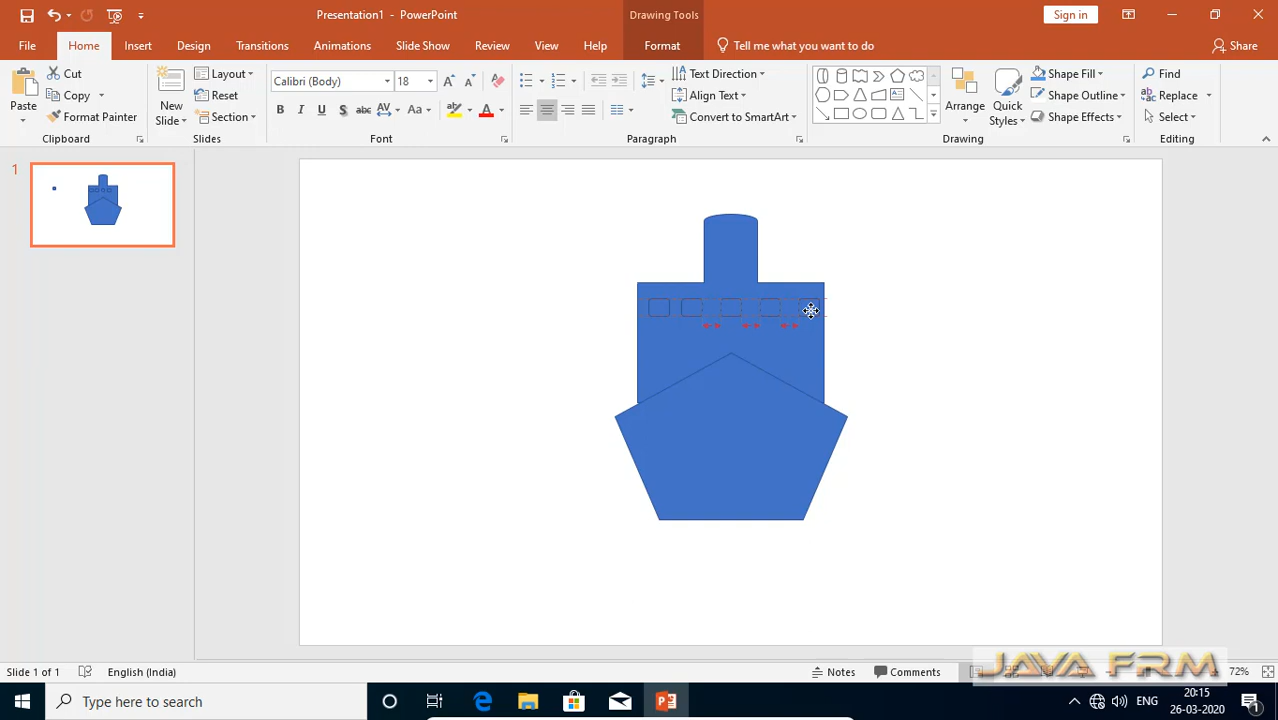 Presentation1 - PowerPoint
Drawing Tools
Sign in
File
Home
Insert
Design
Transitions
Animations
Slide Show
Review
View
Help
Format
Tell me what you want to do
Share
Paste
Cut
Copy
Format Painter
Clipboard
New
Slide
Layout
Reset
Section
Slides
Calibri (Body)
18
B I U S abc AV Aa A
Font
Text Direction
Align Text
Convert to SmartArt
Paragraph
Arrange
Quick
Styles
Shape Fill
Shape Outline
Shape Effects
Drawing
Find
Replace
Select
Editing
1
Slide 1 of 1
English (India)
Notes
Comments
72%
JAVA FRM
Type here to search
ENG
20:15
26-03-2020
1